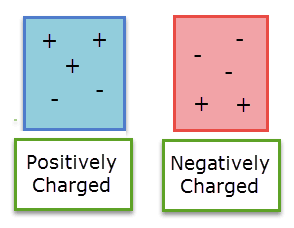 + +
+
- -
-
-
-
+ +
Positively
Charged
Negatively
Charged